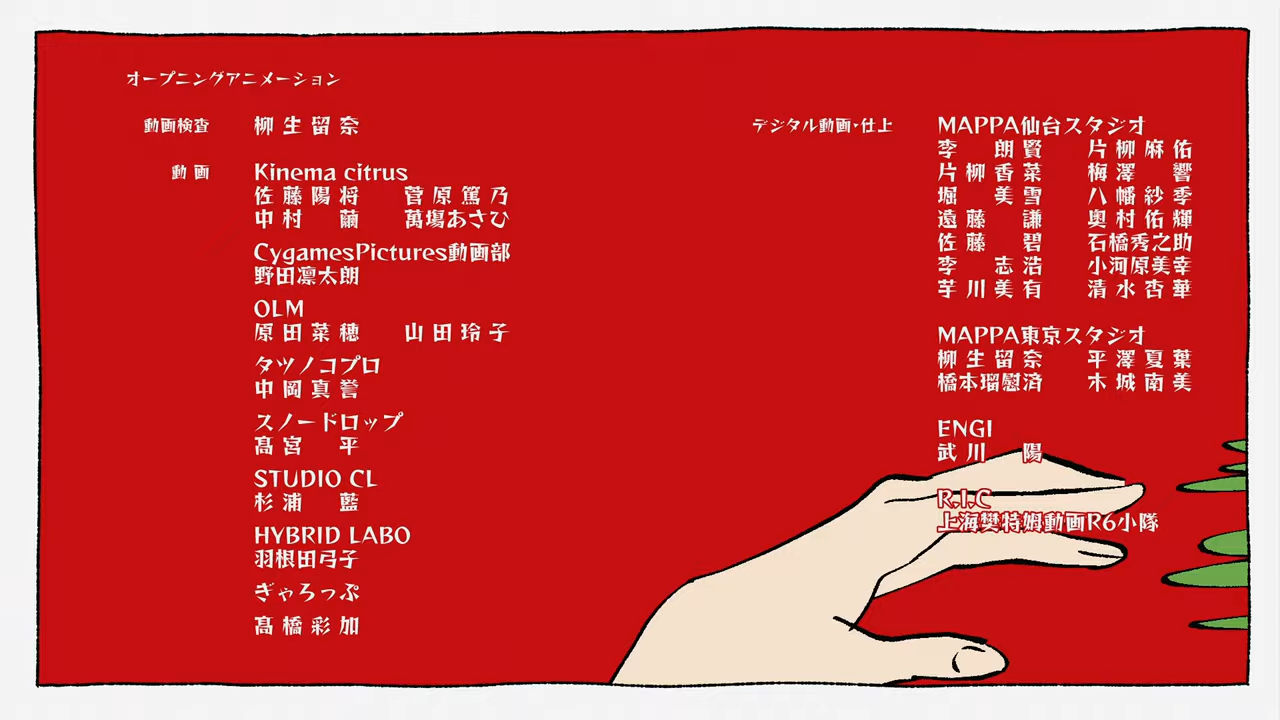 オープニングアニメーション
動画検査 柳生留奈
動画 Kinema citrus
佐藤陽将 菅原篤乃
中村 繭 萬場あさひ
CygamesPictures動画部
野田凛太朗
OLM
原田菜穂 山田玲子
タツノコプロ
中岡真誉
スノードロップ
髙宮 平
STUDIO CL
杉浦 藍
HYBRID LABO
羽根田弓子
ぎゃろっぷ
髙橋彩加
デジタル動画・仕上 MAPPA仙台スタジオ
李 朗賢 片柳麻佑
片柳香菜 梅澤 響
堀 美雪 八幡紗季
遠藤 謙 奥村佑輝
佐藤 碧 石橋秀之助
李 志浩 小河原美幸
芋川美有 清水杏華
MAPPA東京スタジオ
柳生留奈 平澤夏葉
橋本瑠慰済 木城南美
ENGI
武川 陽
R.I.C
上海樊特姆動画R6小隊